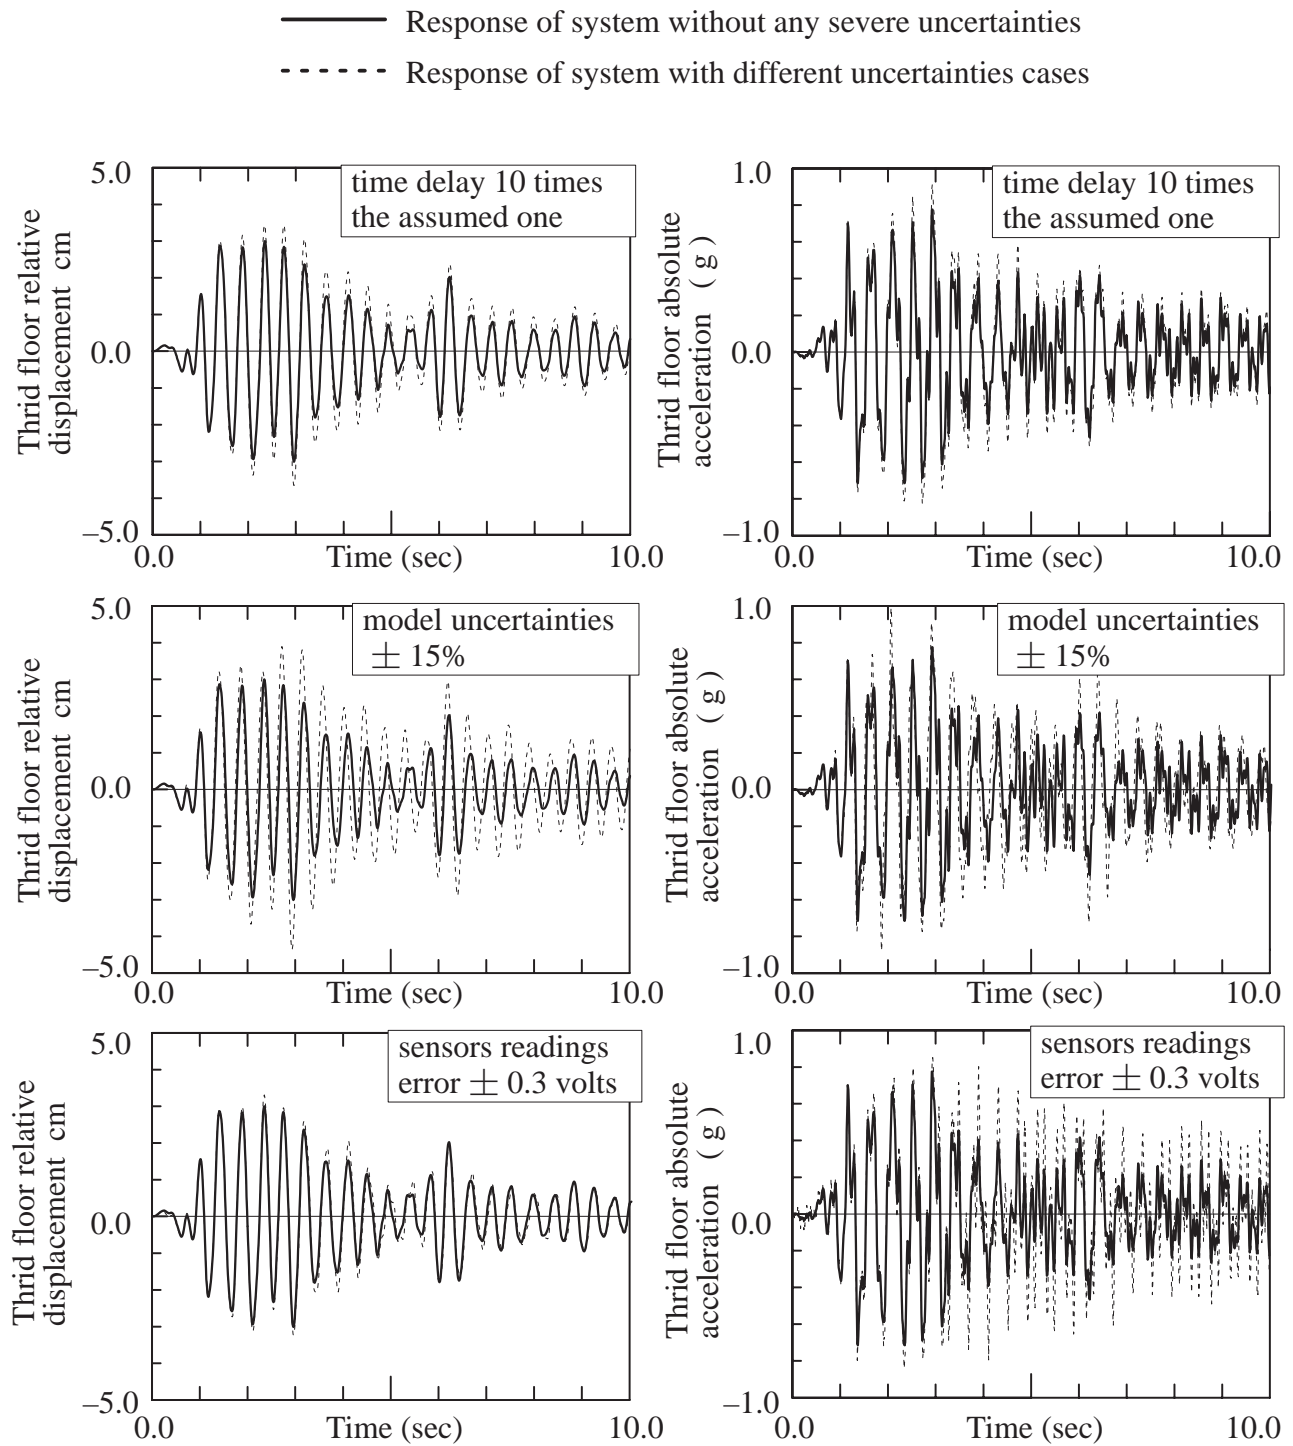 Response of system without any severe uncertainties
Response of system with different uncertainties cases
5.0
0.0
–5.0
Thrid floor relative
displacement cm
time delay 10 times
the assumed one
0.0
Time (sec)
10.0
1.0
0.0
–1.0
Thrid floor absolute
acceleration ( g )
time delay 10 times
the assumed one
0.0
Time (sec)
10.0
5.0
0.0
–5.0
Thrid floor relative
displacement cm
model uncertainties
± 15%
0.0
Time (sec)
10.0
1.0
0.0
–1.0
Thrid floor absolute
acceleration ( g )
model uncertainties
± 15%
0.0
Time (sec)
10.0
5.0
0.0
–5.0
Thrid floor relative
displacement cm
sensors readings
error ± 0.3 volts
0.0
Time (sec)
10.0
1.0
0.0
–1.0
Thrid floor absolute
acceleration ( g )
sensors readings
error ± 0.3 volts
0.0
Time (sec)
10.0